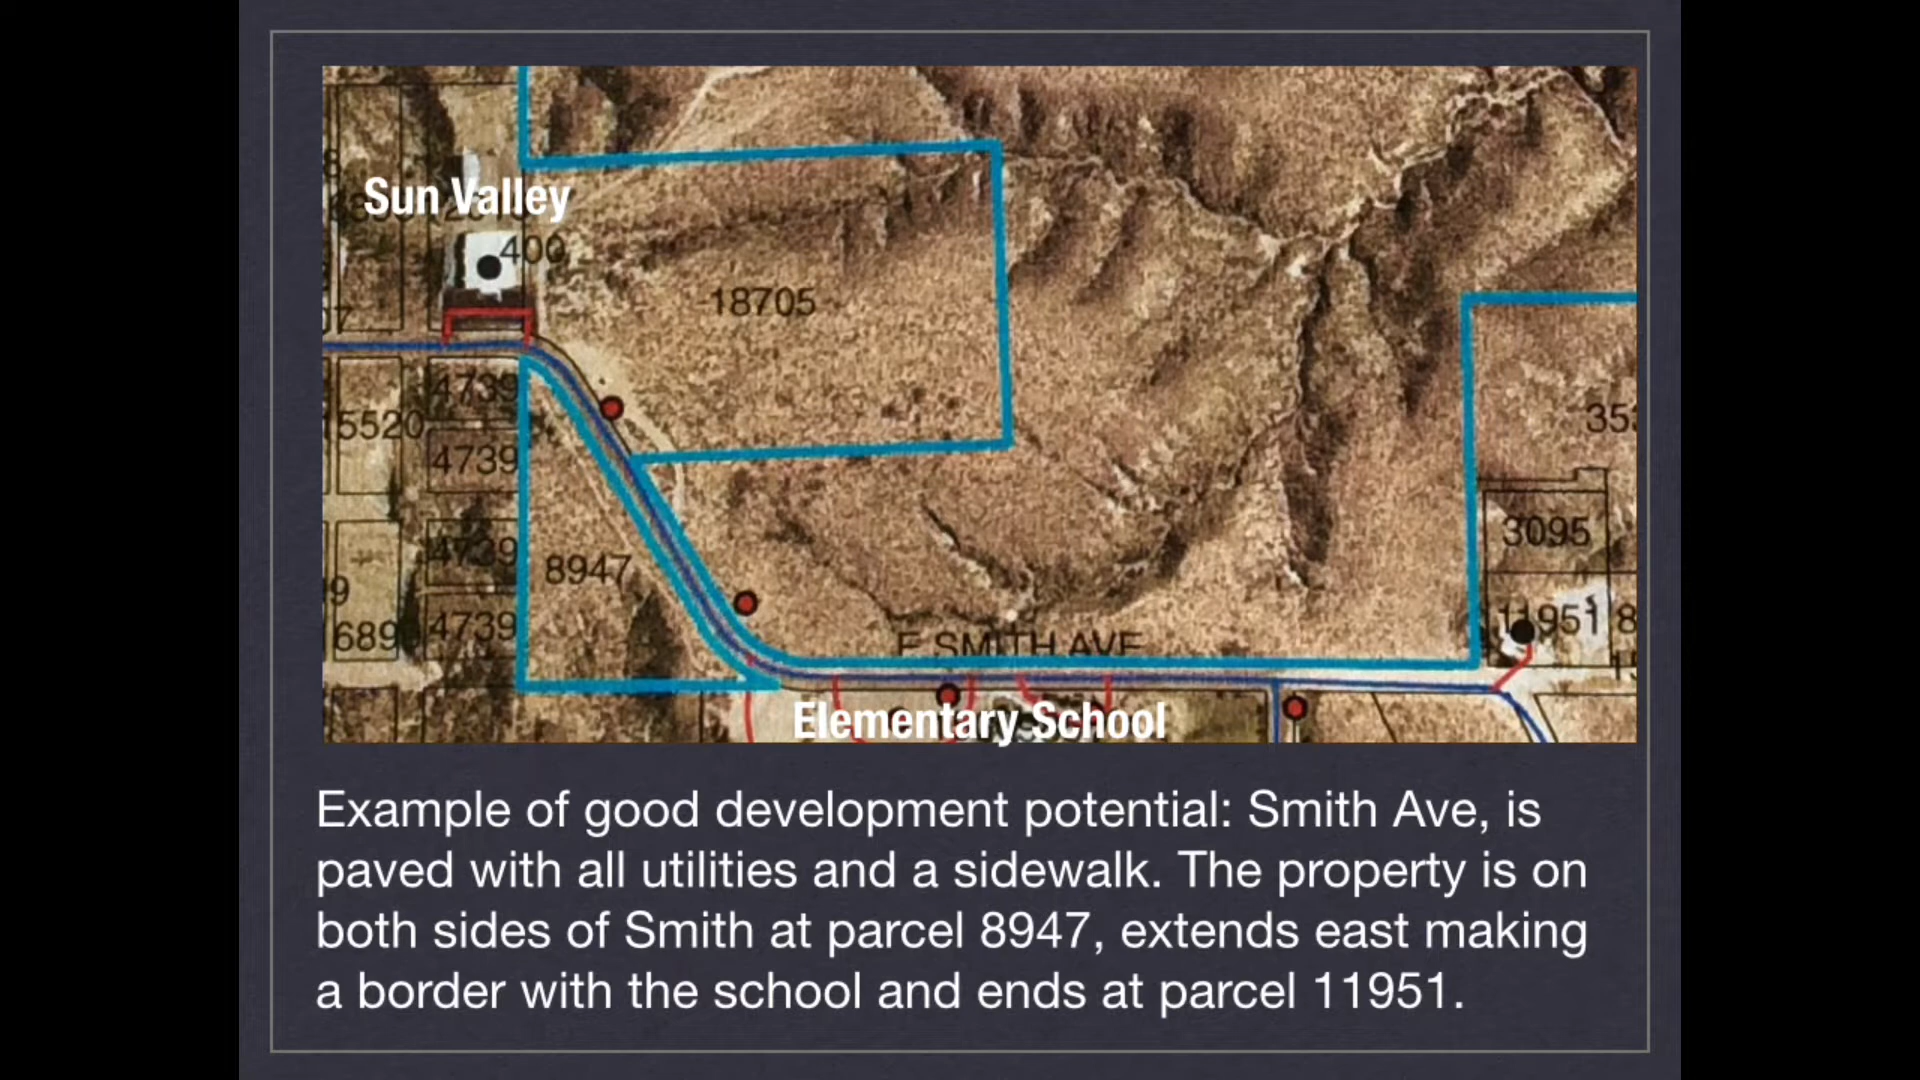 Sun Valley
400
18705
4739
5520
4739
353
3095
4739
8947
9
689
4739
11951
8
E SMITH AVE
Elementary School
Example of good development potential: Smith Ave, is
paved with all utilities and a sidewalk. The property is on
both sides of Smith at parcel 8947, extends east making
a border with the school and ends at parcel 11951.